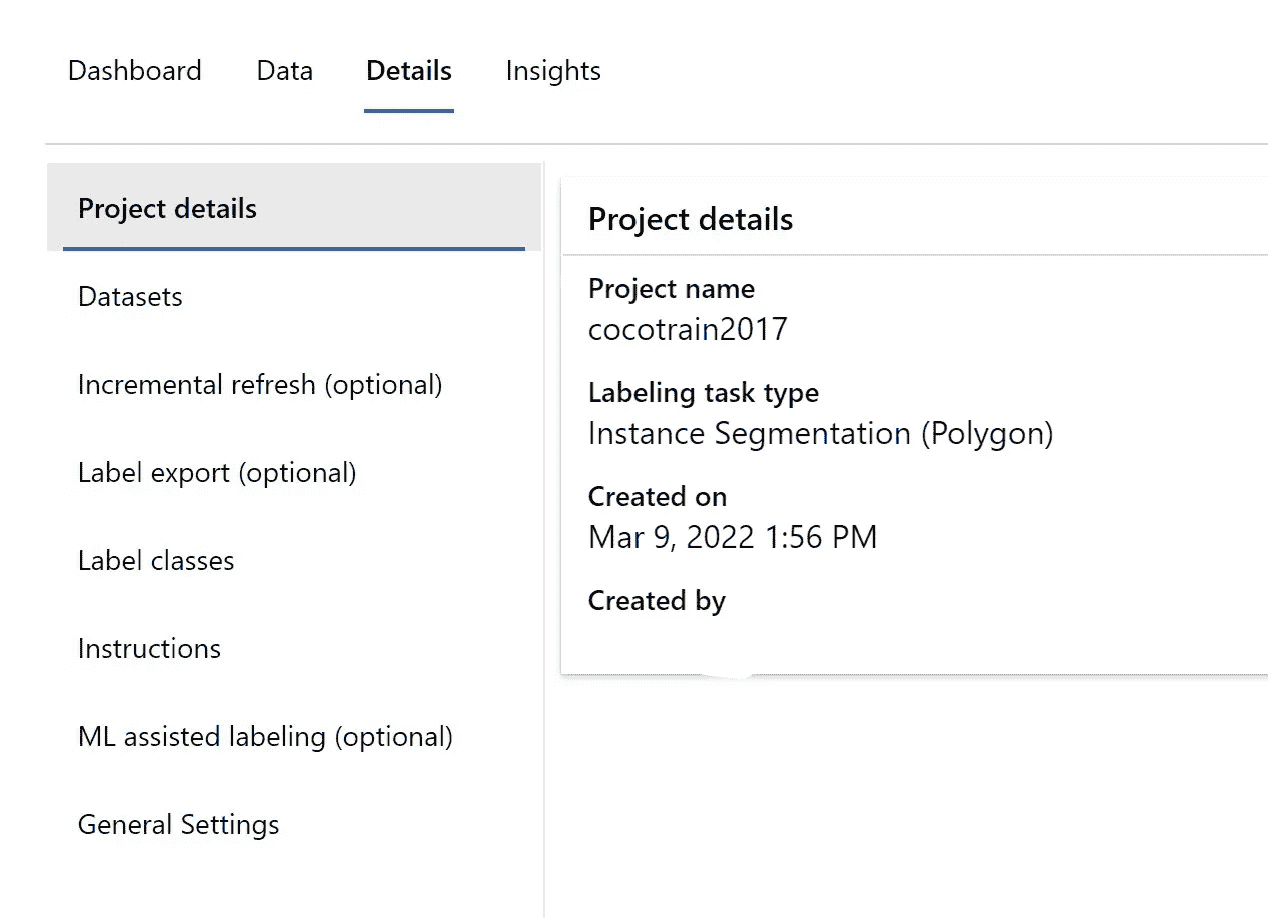 Dashboard Data Details Insights
Project details
Datasets
Incremental refresh (optional)
Label export (optional)
Label classes
Instructions
ML assisted labeling (optional)
General Settings
Project details
Project name
cocotrain2017
Labeling task type
Instance Segmentation (Polygon)
Created on
Mar 9, 2022 1:56 PM
Created by